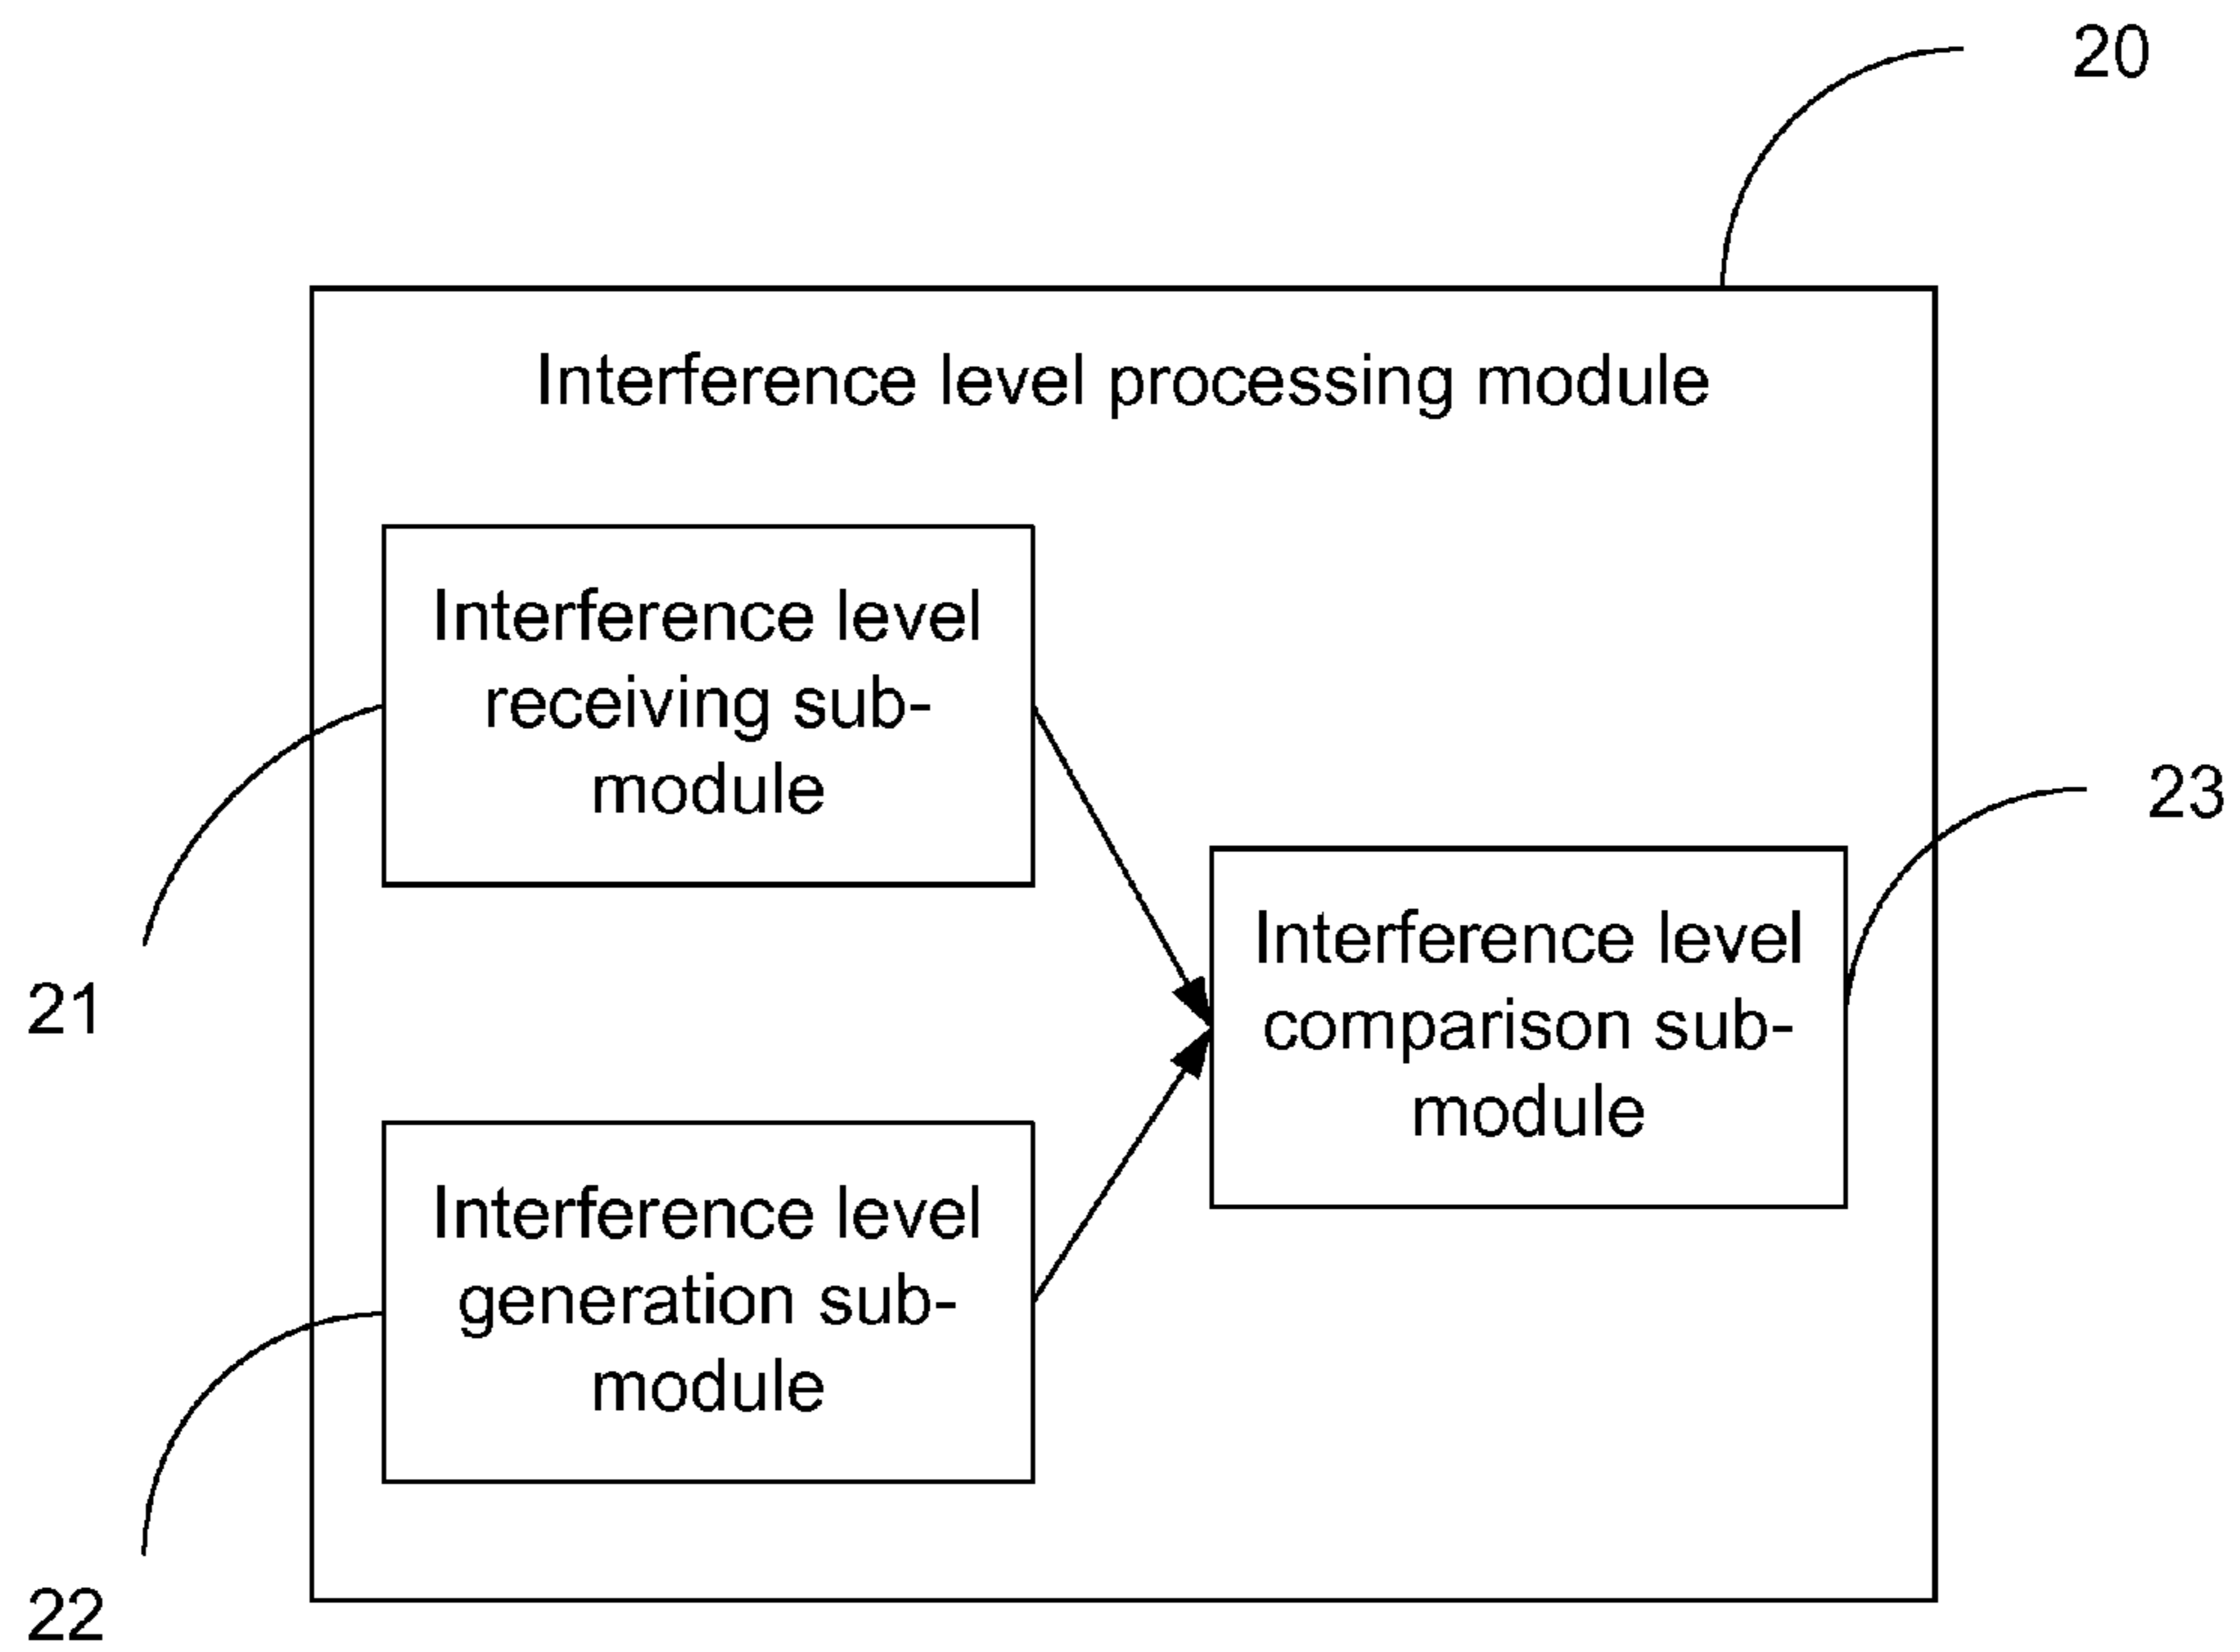 20
Interference level processing module
Interference level
receiving sub-
module
23
Interference level
comparison sub-
module
21
Interference level
generation sub-
module
22